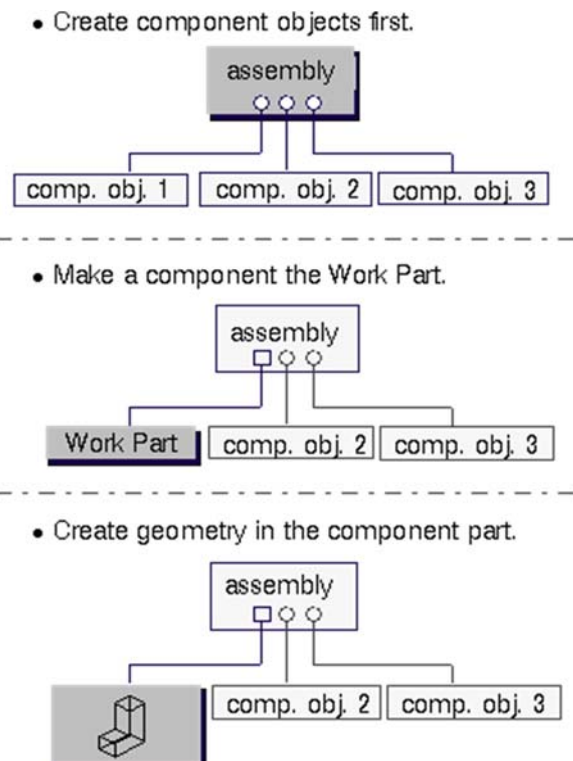 • Create component objects first.
assembly
comp. obj. 1 comp. obj. 2 comp. obj. 3
• Make a component the Work Part.
assembly
Work Part comp. obj. 2 comp. obj. 3
• Create geometry in the component part.
assembly
comp. obj. 2 comp. obj. 3